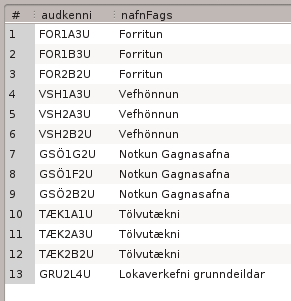 # audkenni nafnFags
1 FOR1A3U Forritun
2 FOR1B3U Forritun
3 FOR2B2U Forritun
4 VSH1A3U Vefhönnun
5 VSH2A3U Vefhönnun
6 VSH2B2U Vefhönnun
7 GSÖ1G2U Notkun Gagnasafna
8 GSÖ1F2U Notkun Gagnasafna
9 GSÖ2B2U Notkun Gagnasafna
10 TÆK1A1U Tölvutækni
11 TÆK2A3U Tölvutækni
12 TÆK2B2U Tölvutækni
13 GRU2L4U Lokaverkefni grunndeildar